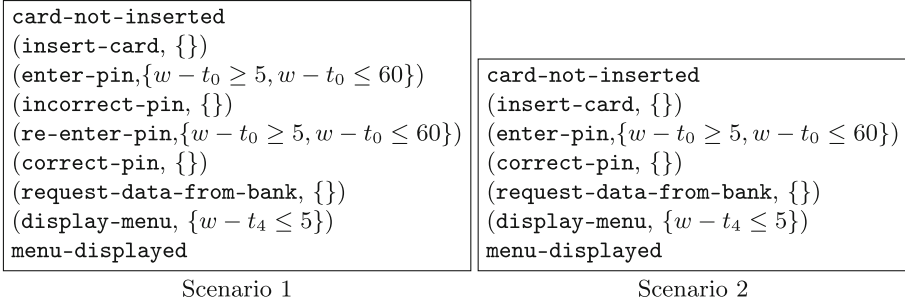 card-not-inserted
(insert-card, {})
(enter-pin,{w − t₀ ≥ 5, w − t₀ ≤ 60})
(incorrect-pin, {})
(re-enter-pin,{w − t₀ ≥ 5, w − t₀ ≤ 60})
(correct-pin, {})
(request-data-from-bank, {})
(display-menu, {w − t₄ ≤ 5})
menu-displayed
Scenario 1
card-not-inserted
(insert-card, {})
(enter-pin,{w − t₀ ≥ 5, w − t₀ ≤ 60})
(correct-pin, {})
(request-data-from-bank, {})
(display-menu, {w − t₄ ≤ 5})
menu-displayed
Scenario 2